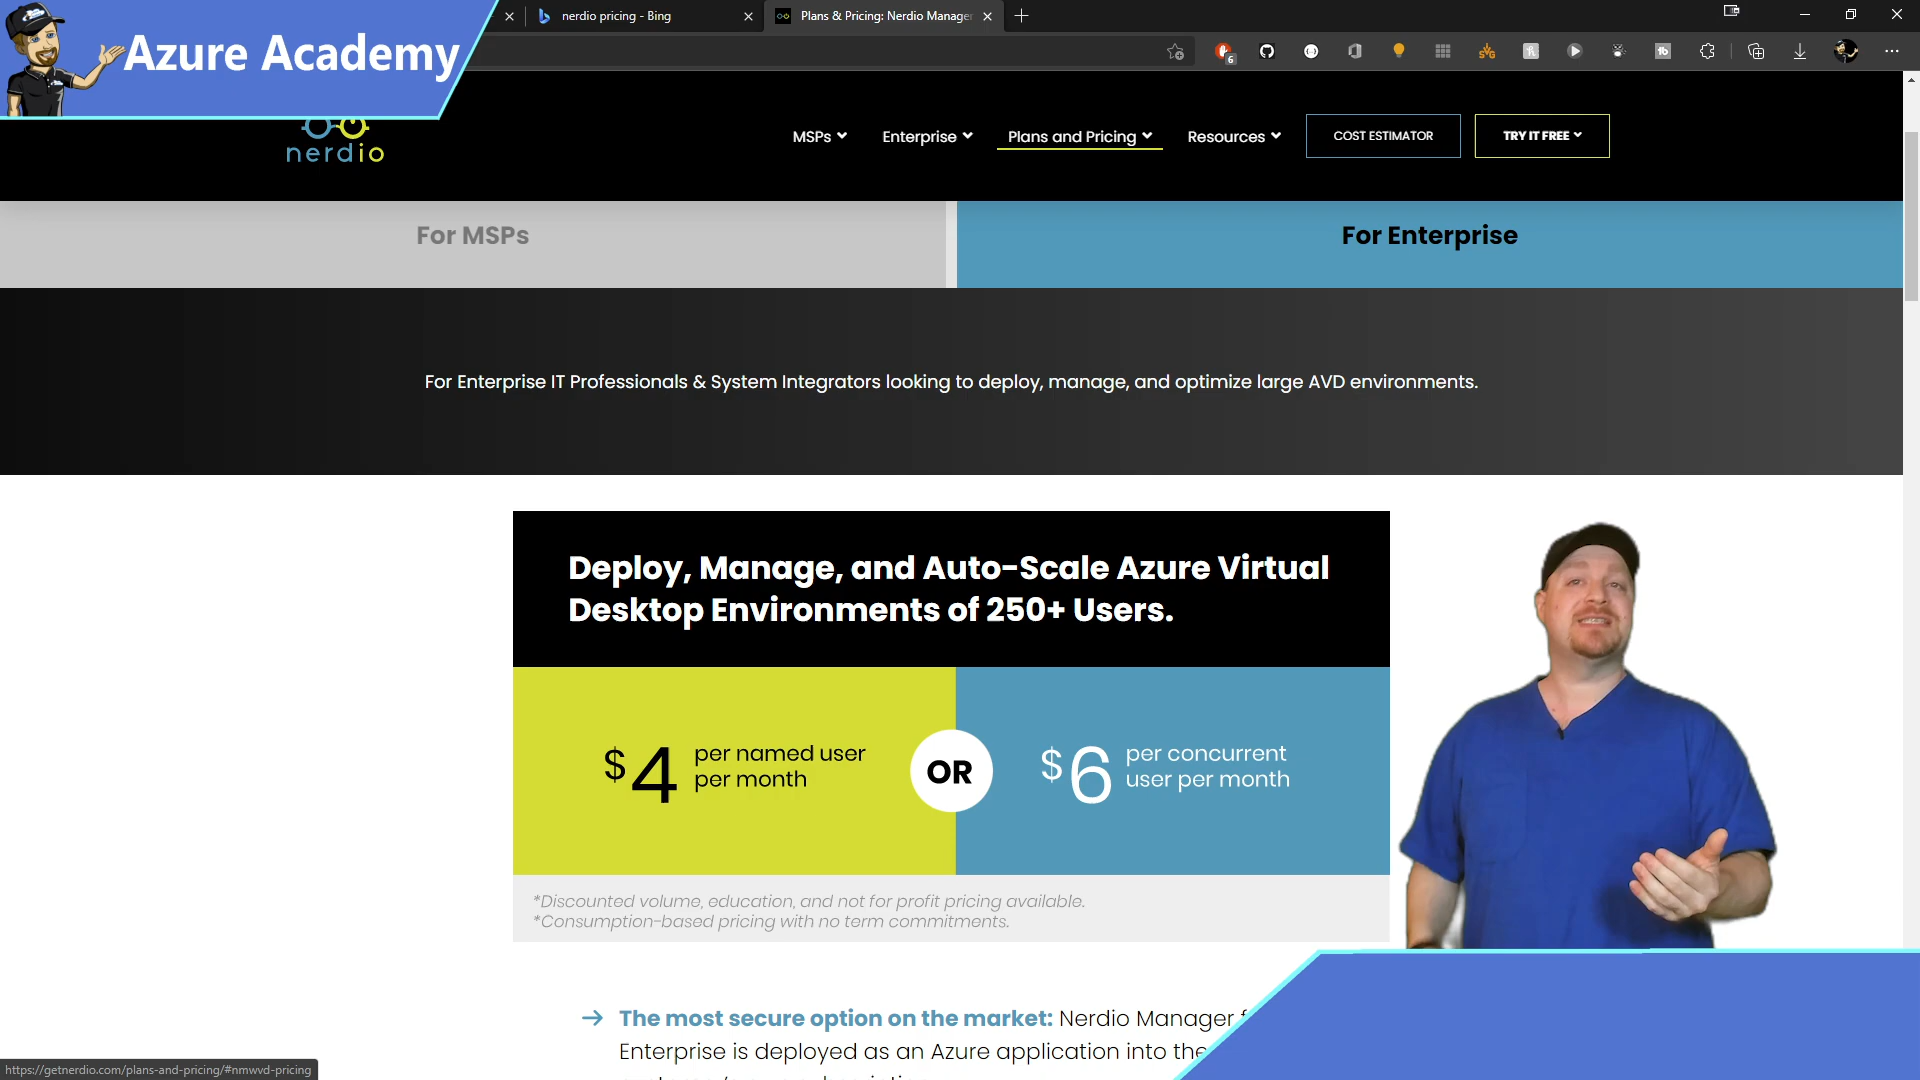 Azure Academy
nerdio pricing - Bing
Plans & Pricing: Nerdio Manager
6
nerdio
MSPs
Enterprise
Plans and Pricing
Resources
COST ESTIMATOR
TRY IT FREE
For MSPs
For Enterprise
For Enterprise IT Professionals & System Integrators looking to deploy, manage, and optimize large AVD environments.
Deploy, Manage, and Auto-Scale Azure Virtual
Desktop Environments of 250+ Users.
$4 per named user
per month
OR
$6 per concurrent
user per month
*Discounted volume, education, and not for profit pricing available.
*Consumption-based pricing with no term commitments.
The most secure option on the market: Nerdio Manager
Enterprise is deployed as an Azure application into the
https://getnerdio.com/plans-and-pricing/#nmwvd-pricing